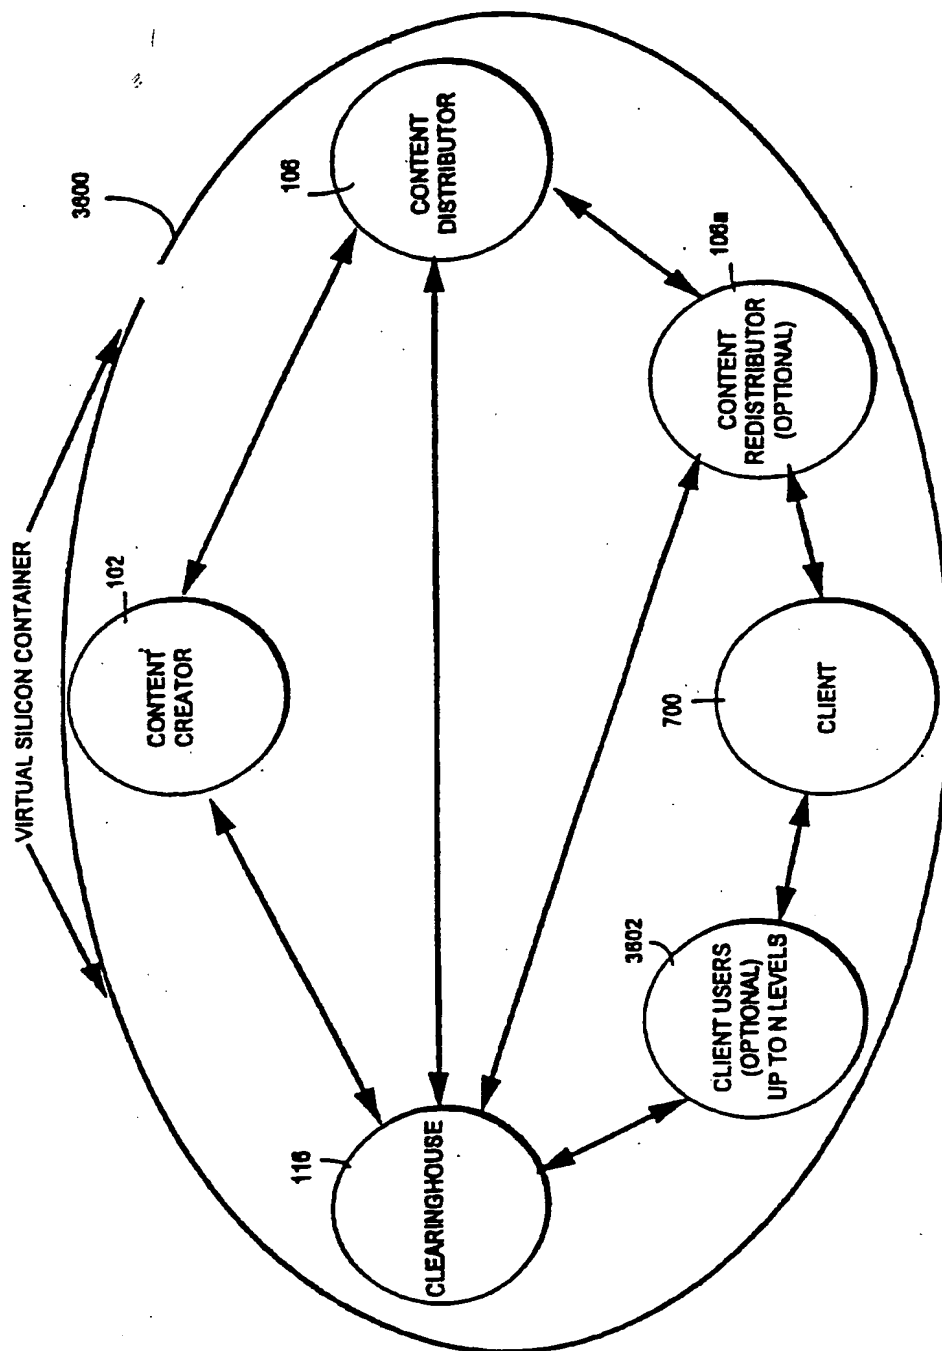 VIRTUAL SILICON CONTAINER
3600
102
CONTENT
CREATOR
106
CONTENT
DISTRIBUTOR
116
CLEARINGHOUSE
106a
CONTENT
REDISTRIBUTOR
(OPTIONAL)
3602
CLIENT USERS
(OPTIONAL)
UP TO N LEVELS
700
CLIENT